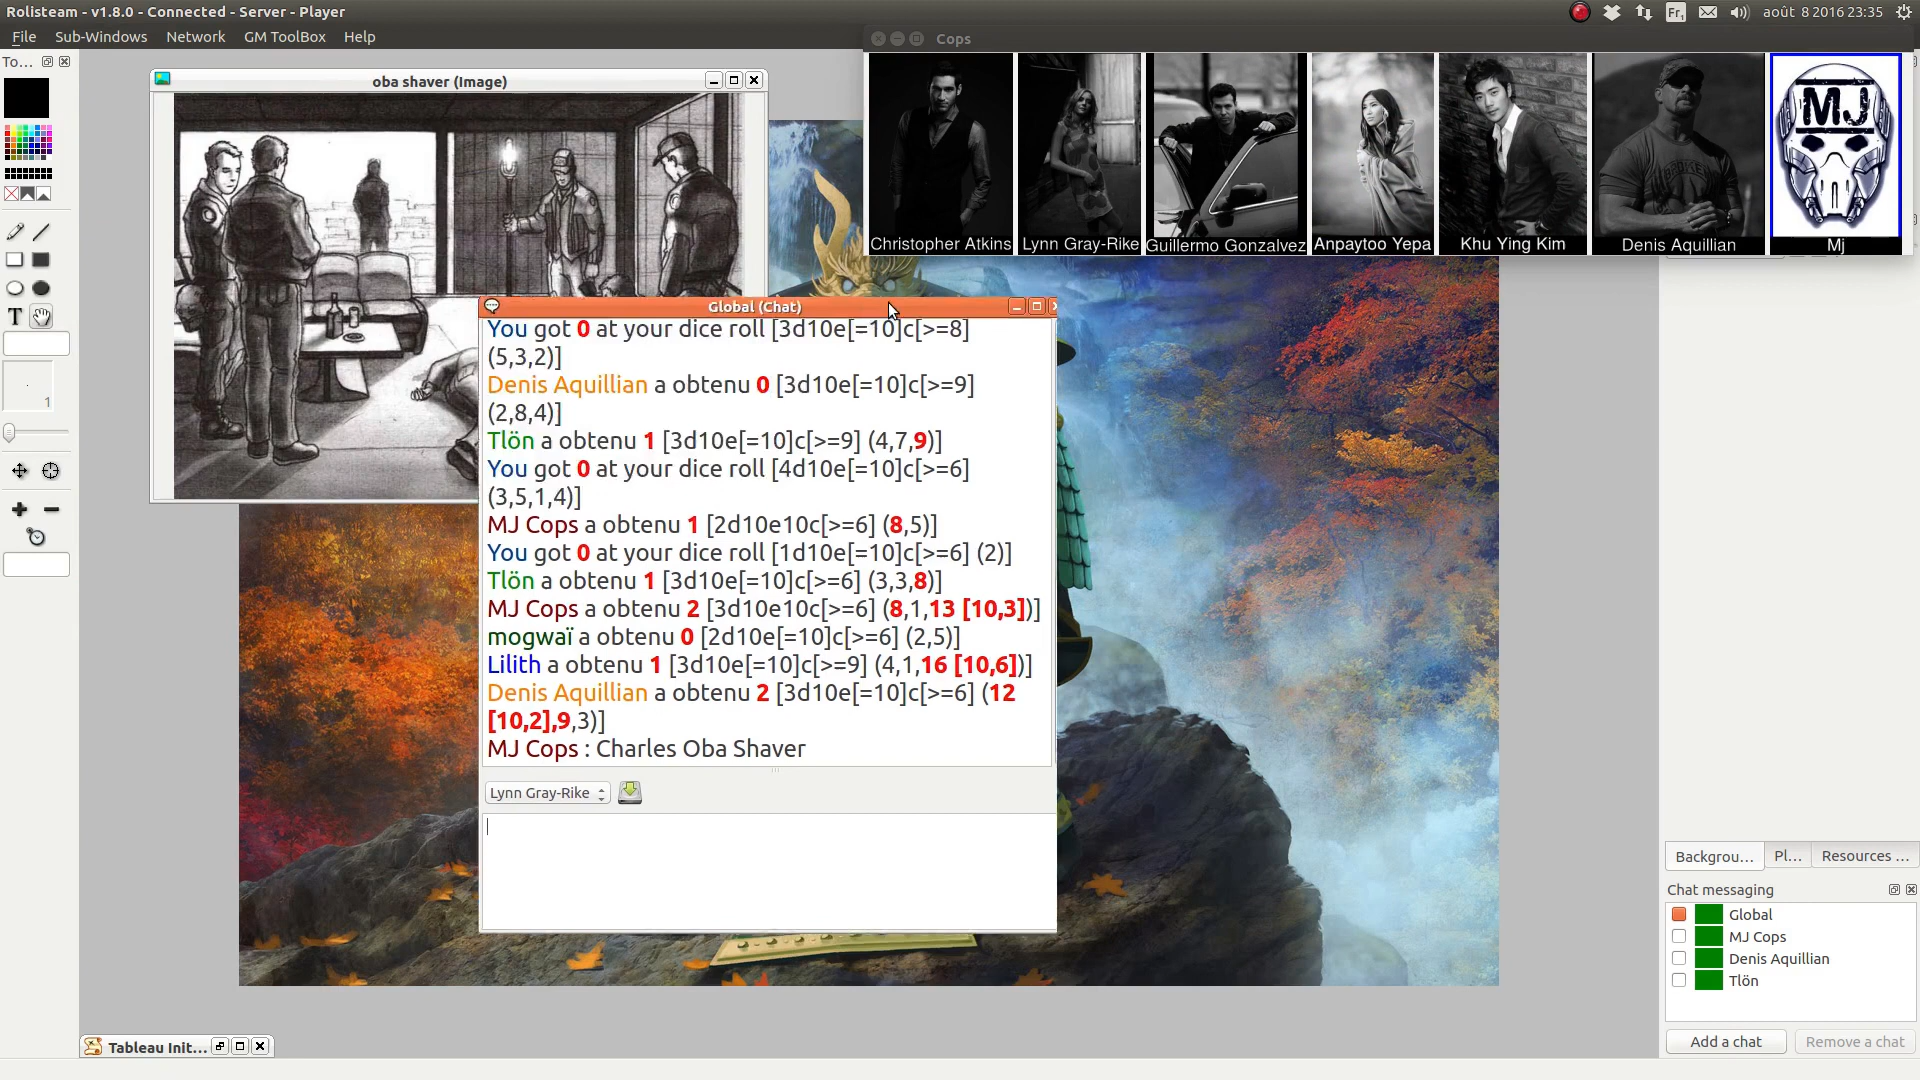 Rolisteam - v1.8.0 - Connected - Server - Player
Fr₁
août 8 2016 23:35
File Sub-Windows Network GM ToolBox Help
Cops
To...
oba shaver (Image)
MJ
Christopher Atkins
Lynn Gray-Rike
Guillermo Gonzalvez
Anpaytoo Yepa
Khu Ying Kim
Denis Aquillian
Mj
T
1
Global (Chat)
You got 0 at your dice roll [3d10e[=10]c[>=8]
(5,3,2)]
Denis Aquillian a obtenu 0 [3d10e[=10]c[>=9]
(2,8,4)]
Tlön a obtenu 1 [3d10e[=10]c[>=9] (4,7,9)]
You got 0 at your dice roll [4d10e[=10]c[>=6]
(3,5,1,4)]
MJ Cops a obtenu 1 [2d10e10c[>=6] (8,5)]
You got 0 at your dice roll [1d10e[=10]c[>=6] (2)]
Tlön a obtenu 1 [3d10e[=10]c[>=6] (3,3,8)]
MJ Cops a obtenu 2 [3d10e10c[>=6] (8,1,13 [10,3])]
mogwaï a obtenu 0 [2d10e[=10]c[>=6] (2,5)]
Lilith a obtenu 1 [3d10e[=10]c[>=9] (4,1,16 [10,6])]
Denis Aquillian a obtenu 2 [3d10e[=10]c[>=6] (12
[10,2],9,3)]
MJ Cops : Charles Oba Shaver
Lynn Gray-Rike
Backgrou... Pl... Resources ...
Chat messaging
Global
MJ Cops
Denis Aquillian
Tlön
Add a chat
Remove a chat
Tableau Init...